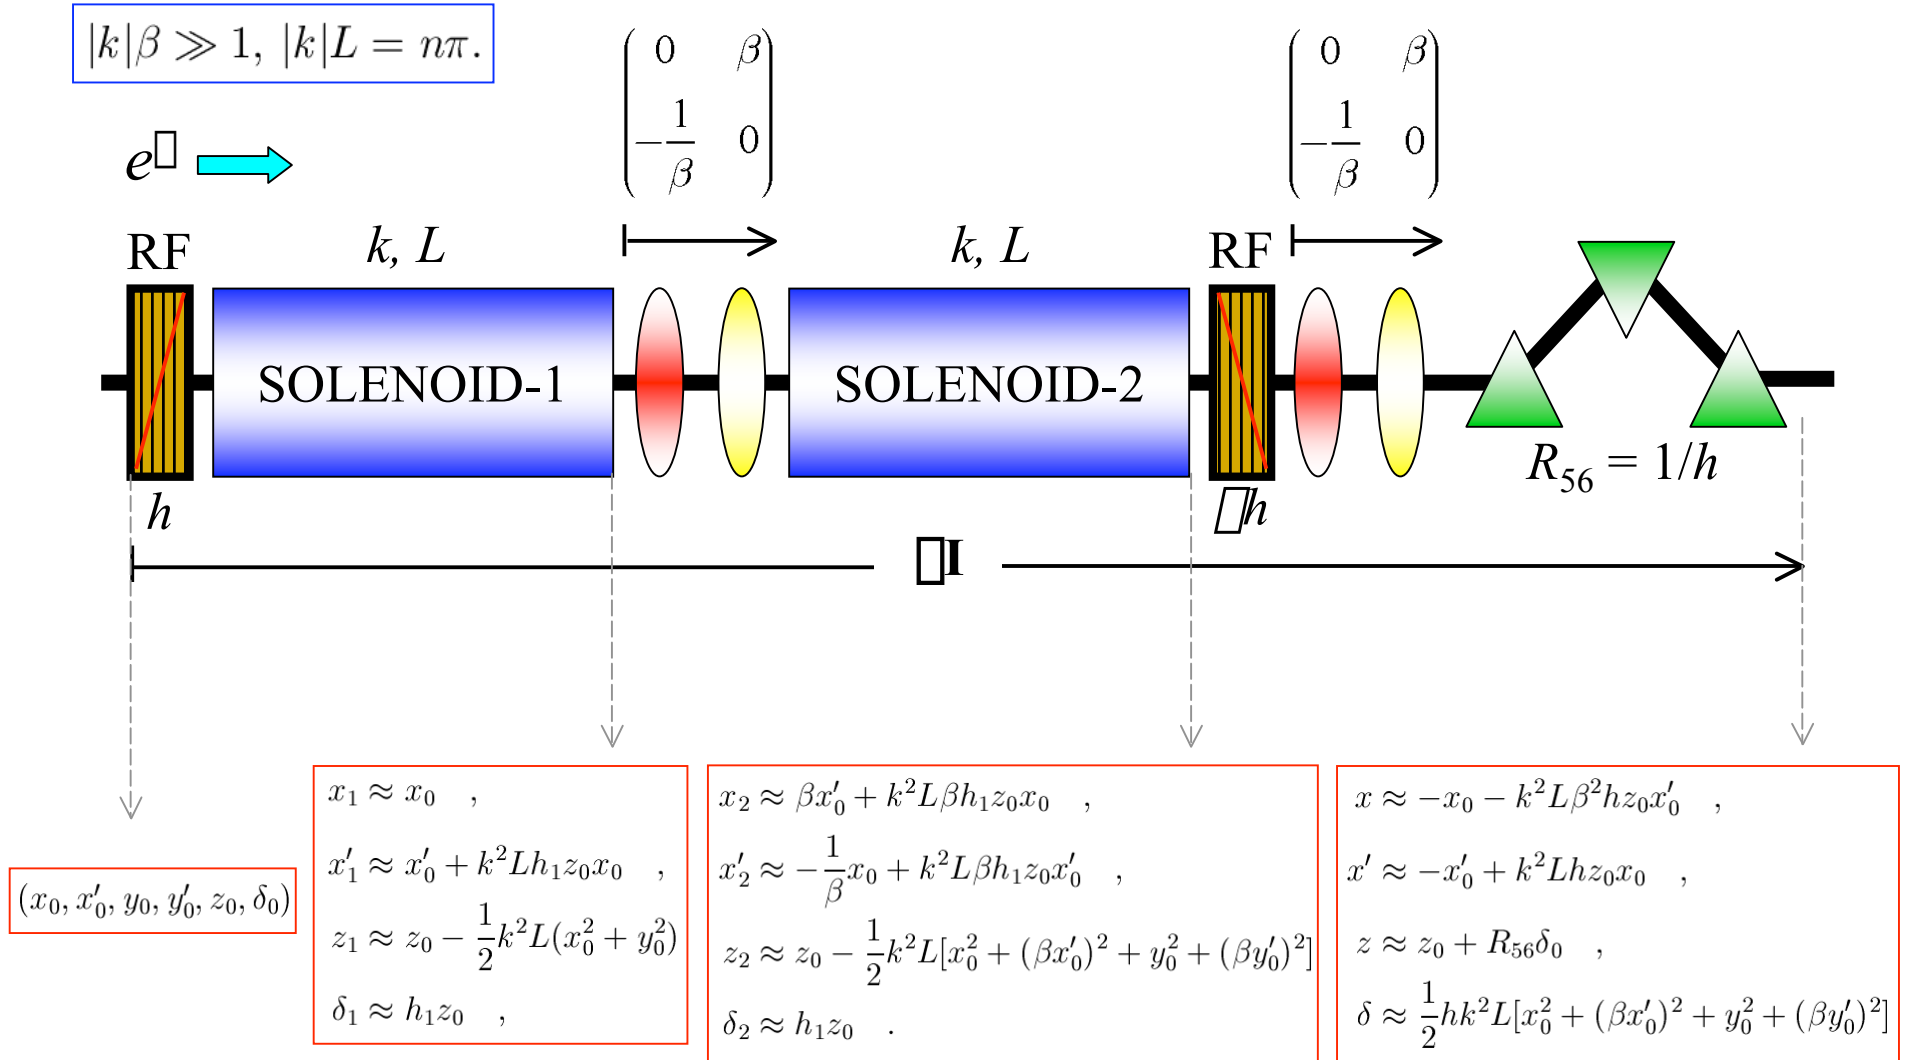 |k|β ≫ 1, |k|L = nπ.
( 0 β
−1/β 0 )
( 0 β
−1/β 0 )
e□
RF
k, L
k, L
RF
SOLENOID-1
SOLENOID-2
R₅₆ = 1/h
h
□h
□I
(x₀, x′₀, y₀, y′₀, z₀, δ₀)
x₁ ≈ x₀ ,
x′₁ ≈ x′₀ + k²Lh₁z₀x₀ ,
z₁ ≈ z₀ − 1/2 k²L(x₀² + y₀²)
δ₁ ≈ h₁z₀ ,
x₂ ≈ βx′₀ + k²Lβh₁z₀x₀ ,
x′₂ ≈ −1/β x₀ + k²Lβh₁z₀x′₀ ,
z₂ ≈ z₀ − 1/2 k²L[x₀² + (βx′₀)² + y₀² + (βy′₀)²]
δ₂ ≈ h₁z₀ .
x ≈ −x₀ − k²Lβ²hz₀x′₀ ,
x′ ≈ −x′₀ + k²Lhz₀x₀ ,
z ≈ z₀ + R₅₆δ₀ ,
δ ≈ 1/2 hk²L[x₀² + (βx′₀)² + y₀² + (βy′₀)²]